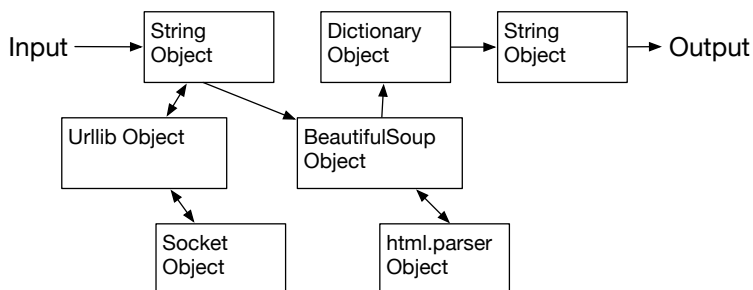 Input
String
Object
Dictionary
Object
String
Object
Output
Urllib Object
BeautifulSoup
Object
Socket
Object
html.parser
Object